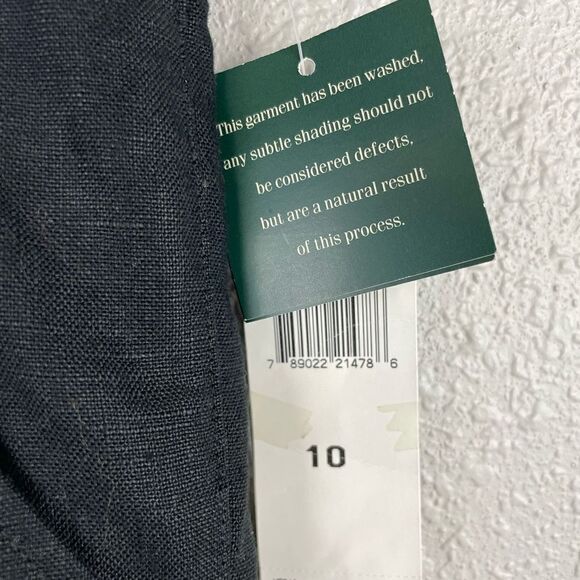 This garment has been washed,
any subtle shading should not
be considered defects,
but are a natural result
of this process.
7 89022 21478 6
10